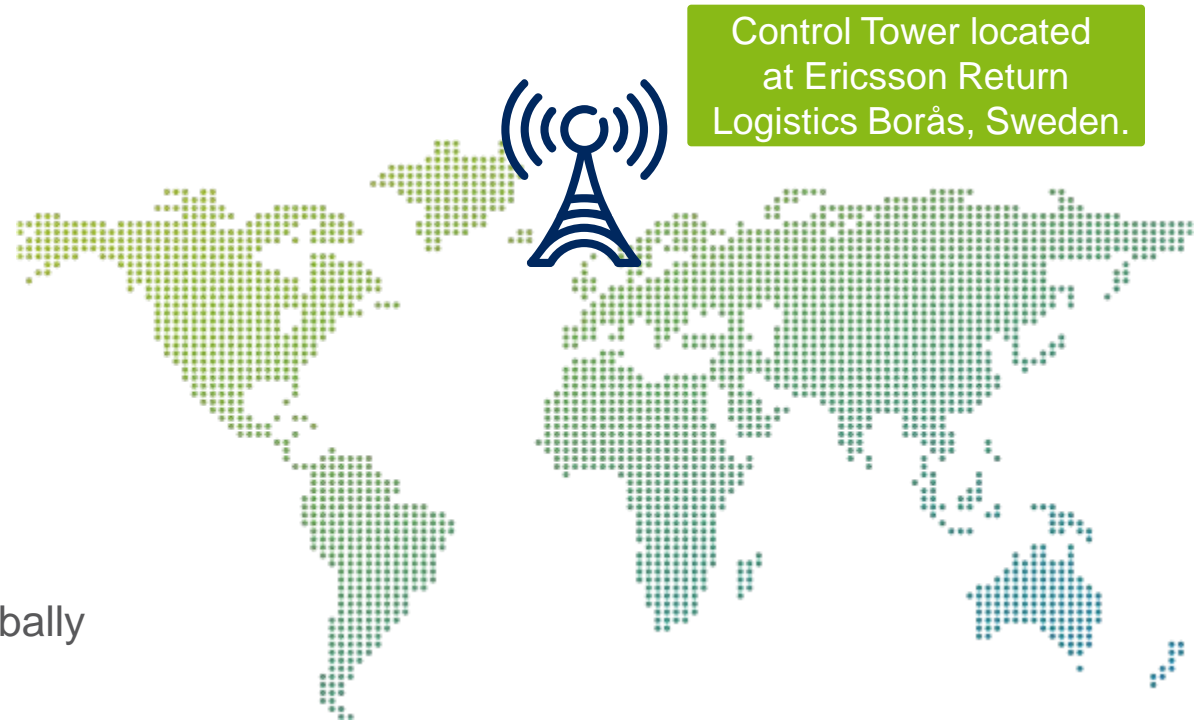 Control Tower located
at Ericsson Return
Logistics Borås, Sweden.
bally